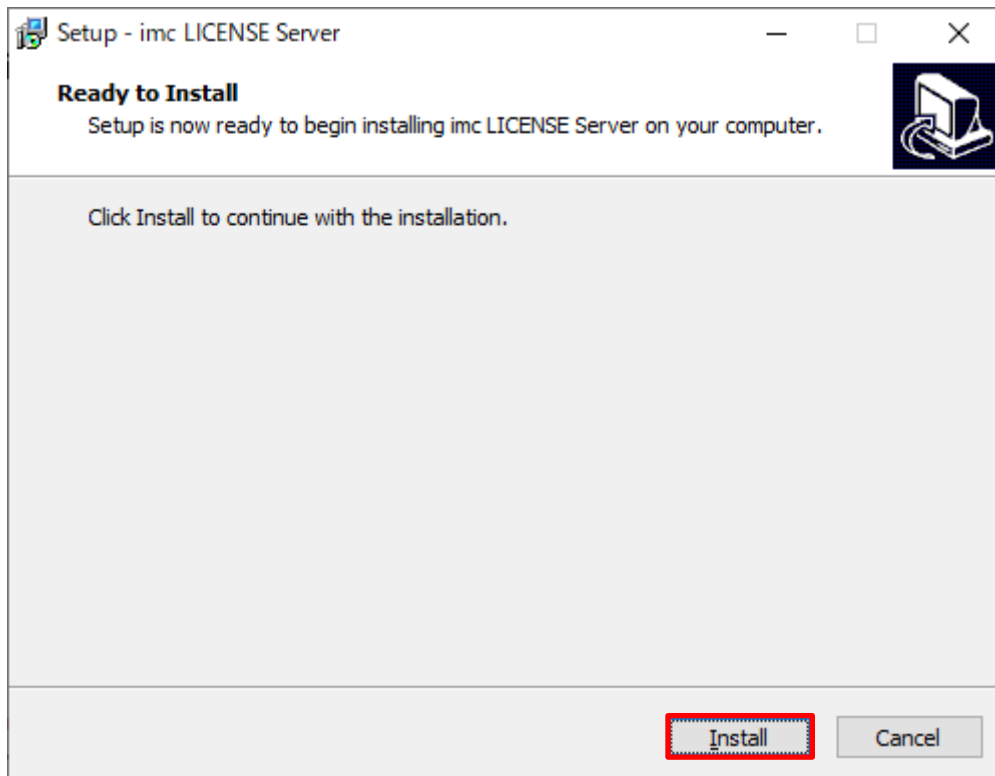 Setup - imc LICENSE Server
Ready to Install
Setup is now ready to begin installing imc LICENSE Server on your computer.
Click Install to continue with the installation.
Install
Cancel